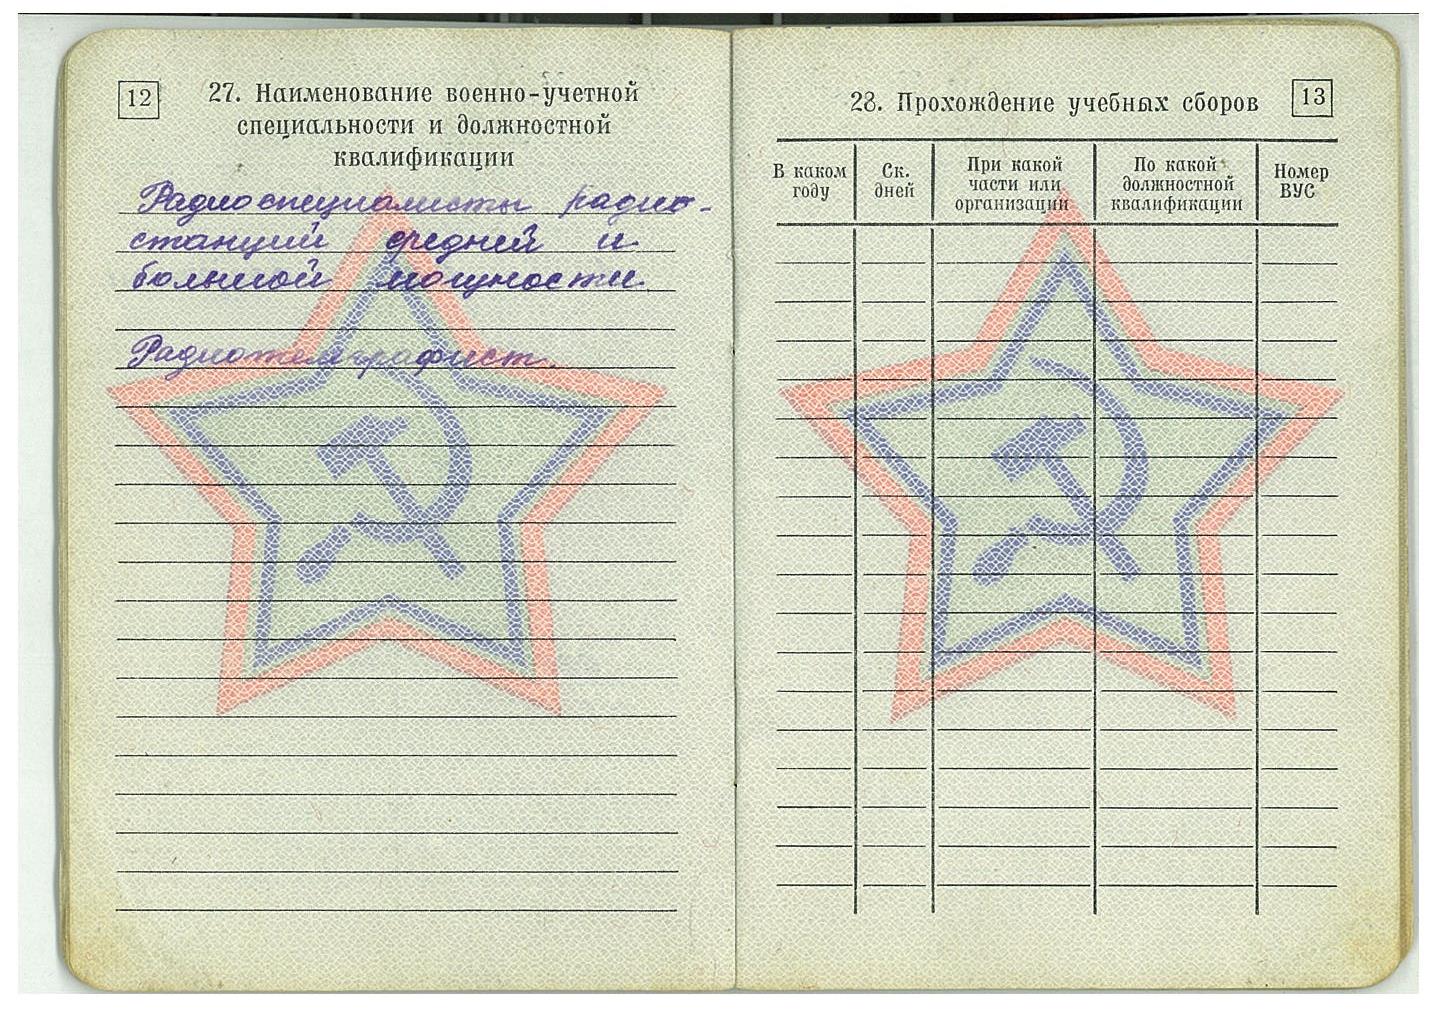 12
27. Наименование военно-учетной
специальности и должностной
квалификации
Радиоспециалисты радио-
станций средней и
большой мощности.
Радиотелеграфист.
28. Прохождение учебных сборов
13
В каком году
Ск. дней
При какой части или организации
По какой должностной квалификации
Номер ВУС